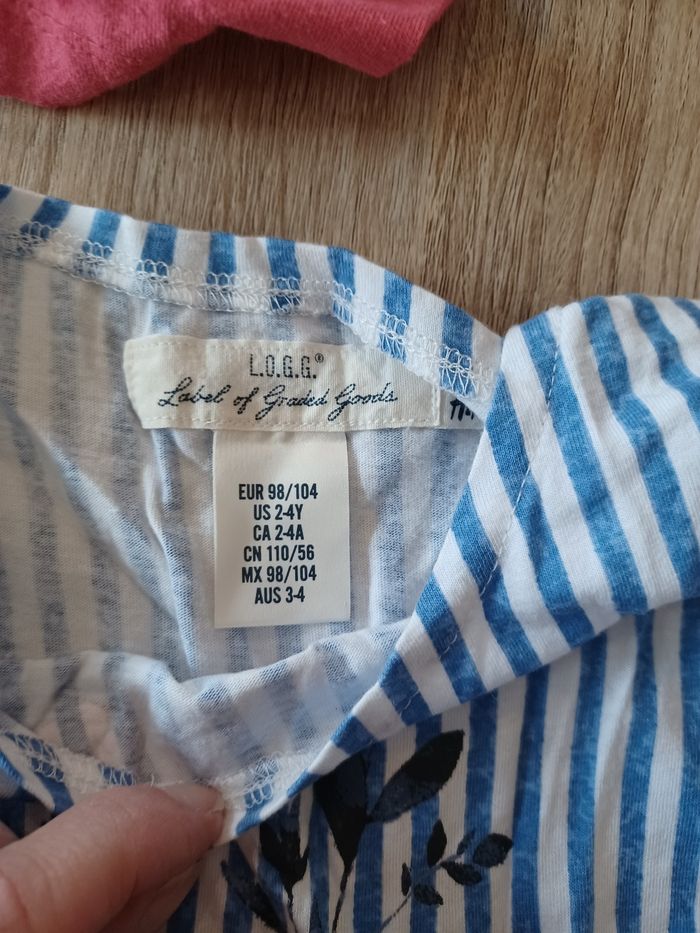 L.O.G.G.®
Label of Graded Goods
EUR 98/104
US 2-4Y
CA 2-4A
CN 110/56
MX 98/104
AUS 3-4